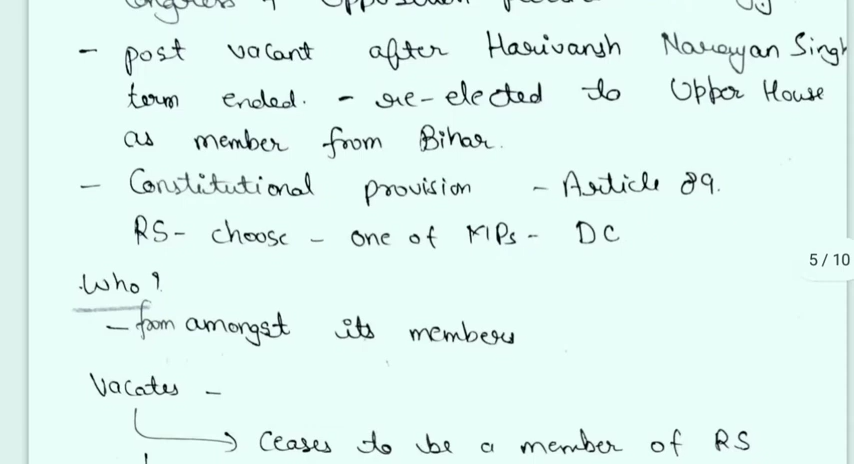 - post vacant after Harivansh Narayan Singh
term ended. - re-elected to Upper House
as member from Bihar.
- Constitutional provision - Article 89.
RS - choose - one of MPs - DC
5/10
Who ?
- from amongst its members
Vacates -
→ Ceases to be a member of RS